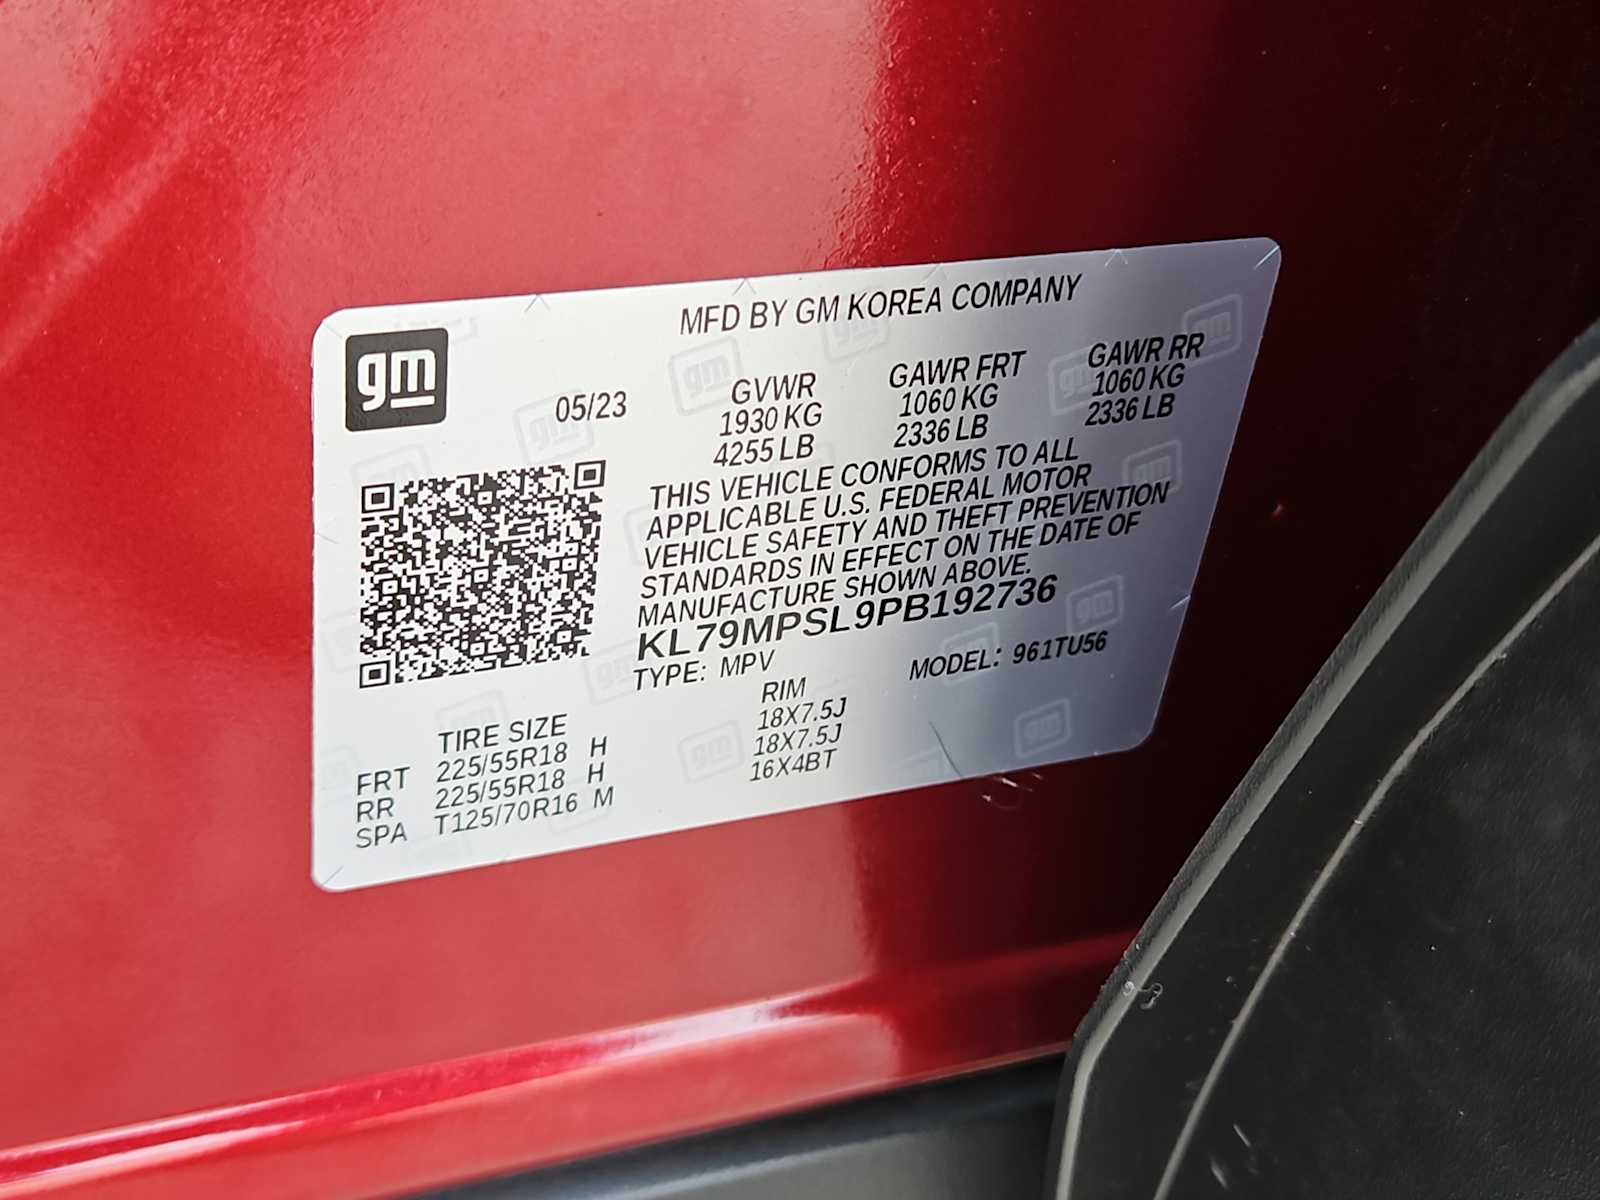 MFD BY GM KOREA COMPANY
gm
05/23
GVWR GAWR FRT GAWR RR
1930 KG 1060 KG 1060 KG
4255 LB 2336 LB 2336 LB
THIS VEHICLE CONFORMS TO ALL
APPLICABLE U.S. FEDERAL MOTOR
VEHICLE SAFETY AND THEFT PREVENTION
STANDARDS IN EFFECT ON THE DATE OF
MANUFACTURE SHOWN ABOVE.
KL79MPSL9PB192736
TYPE: MPV MODEL: 961TU56
TIRE SIZE RIM
FRT 225/55R18 H 18X7.5J
RR 225/55R18 H 18X7.5J
SPA T125/70R16 M 16X4BT